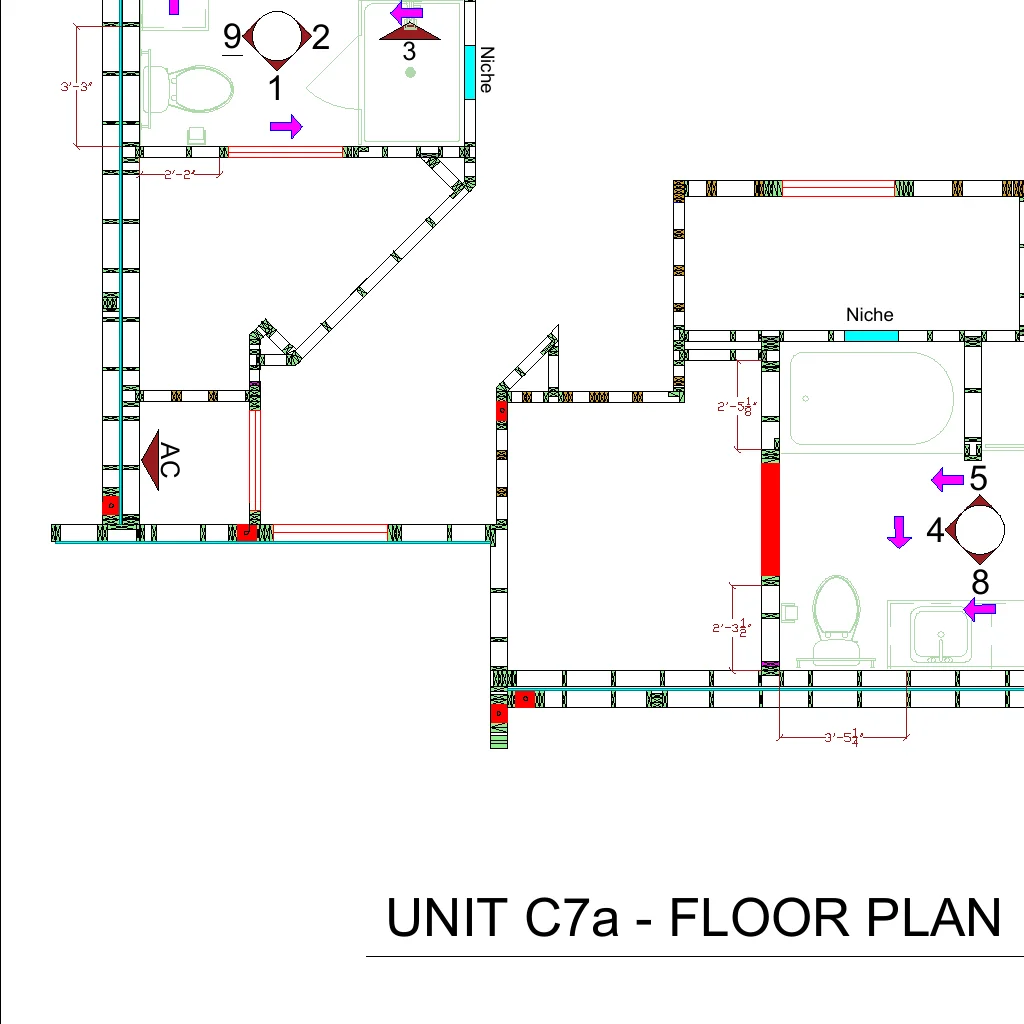 9 2
3
1
Niche
3'-3"
2'-2"
Niche
2'-5 1/8"
AC
5
4
8
2'-3 1/2"
3'-5 1/4"
UNIT C7a - FLOOR PLAN